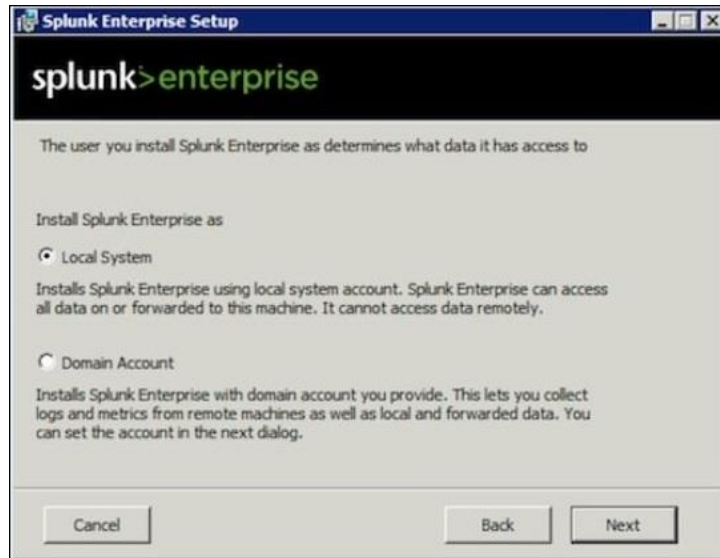 Splunk Enterprise Setup
splunk>enterprise
The user you install Splunk Enterprise as determines what data it has access to
Install Splunk Enterprise as
Local System
Installs Splunk Enterprise using local system account. Splunk Enterprise can access
all data on or forwarded to this machine. It cannot access data remotely.
Domain Account
Installs Splunk Enterprise with domain account you provide. This lets you collect
logs and metrics from remote machines as well as local and forwarded data. You
can set the account in the next dialog.
Cancel
Back
Next